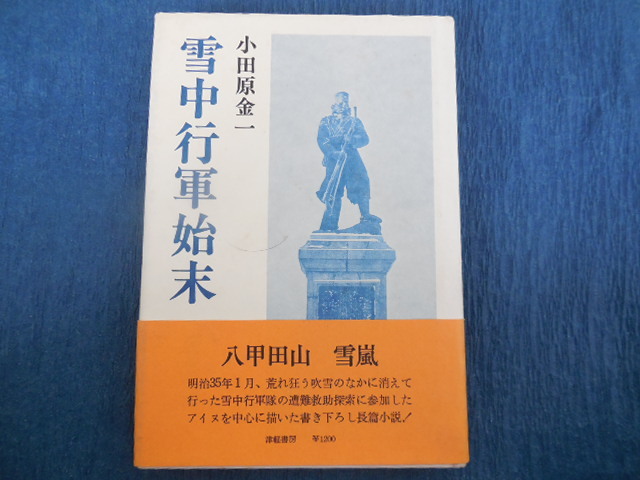 小田原金一
雪中行軍始末
八甲田山 雪嵐
明治35年1月、荒れ狂う吹雪のなかに消えて
行った雪中行軍隊の遭難救助探索に参加した
アイヌを中心に描いた書き下ろし長篇小説!
津軽書房 ¥1200